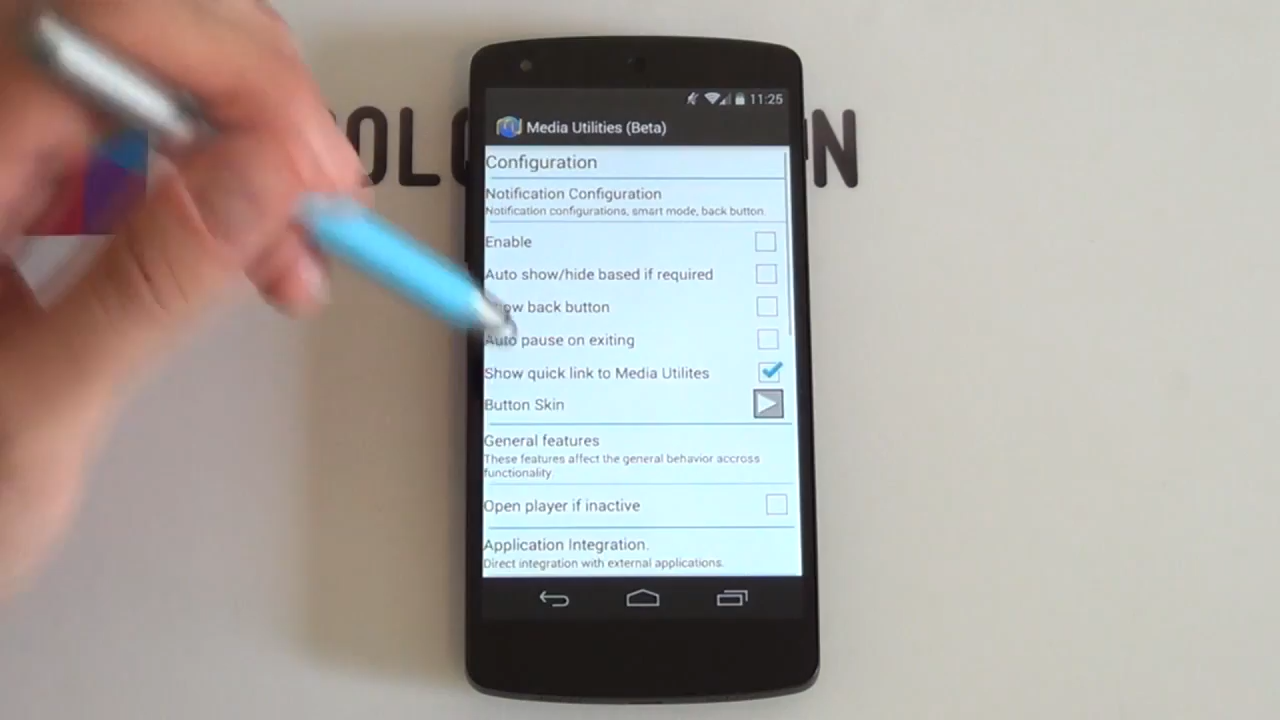 11:25
Media Utilities (Beta)
Configuration
Notification Configuration
Notification configurations, smart mode, back button.
Enable
Auto show/hide based if required
back button
Auto pause on exiting
Show quick link to Media Utilites
Button Skin
General features
These features affect the general behavior accross
functionality.
Open player if inactive
Application Integration.
Direct integration with external applications.